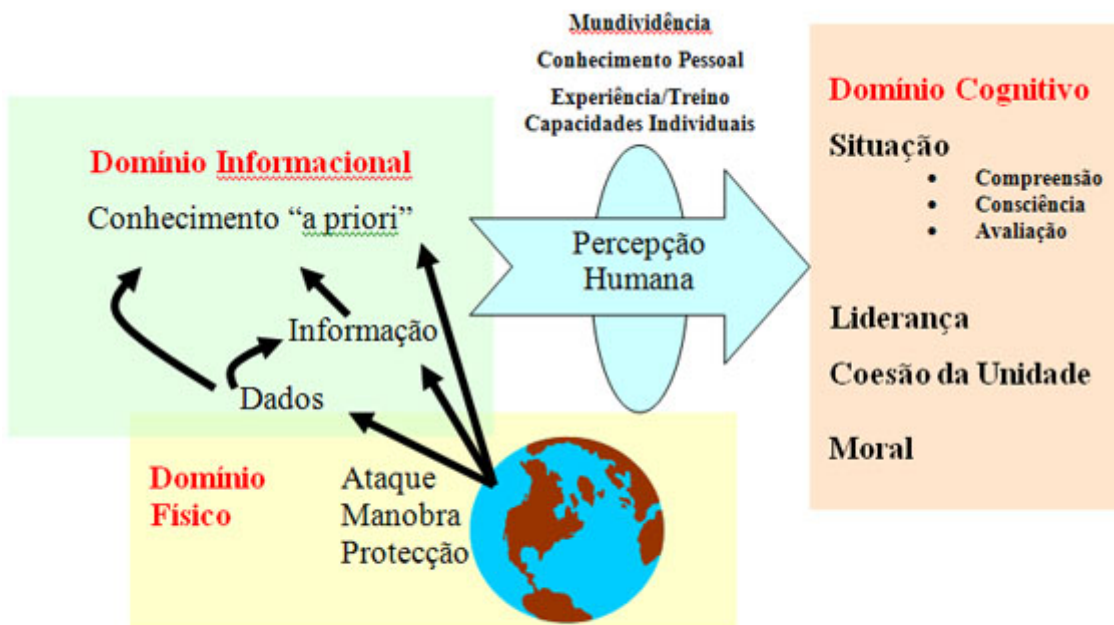 Mundividência
Conhecimento Pessoal
Experiência/Treino
Capacidades Individuais
Domínio Informacional
Conhecimento “a priori”
Informação
Dados
Domínio
Físico
Ataque
Manobra
Protecção
Percepção
Humana
Domínio Cognitivo
Situação
• Compreensão
• Consciência
• Avaliação
Liderança
Coesão da Unidade
Moral